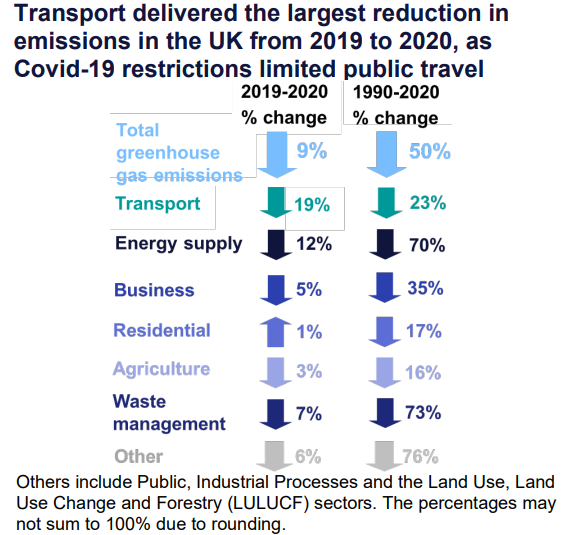 Transport delivered the largest reduction in
emissions in the UK from 2019 to 2020, as
Covid-19 restrictions limited public travel
2019-2020 1990-2020
% change % change
Total
greenhouse
gas emissions 9% 50%
Transport 19% 23%
Energy supply 12% 70%
Business 5% 35%
Residential 1% 17%
Agriculture 3% 16%
Waste
management 7% 73%
Other 6% 76%
Others include Public, Industrial Processes and the Land Use, Land
Use Change and Forestry (LULUCF) sectors. The percentages may
not sum to 100% due to rounding.